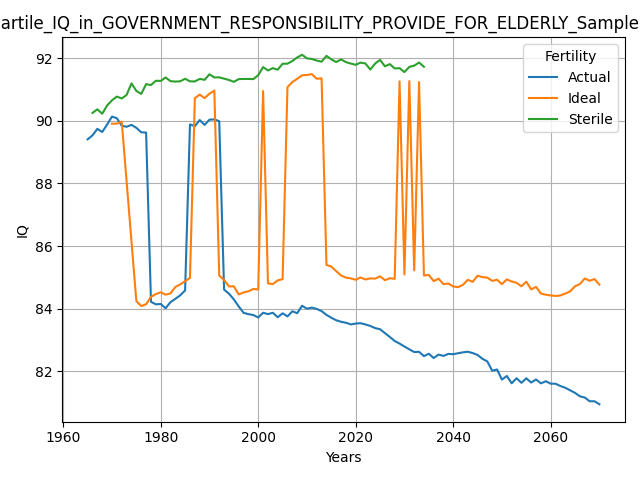 artile_IQ_in_GOVERNMENT_RESPONSIBILITY_PROVIDE_FOR_ELDERLY_Sample
92
90
88
86
84
82
IQ
Fertility
Actual
Ideal
Sterile
1960 1980 2000 2020 2040 2060
Years